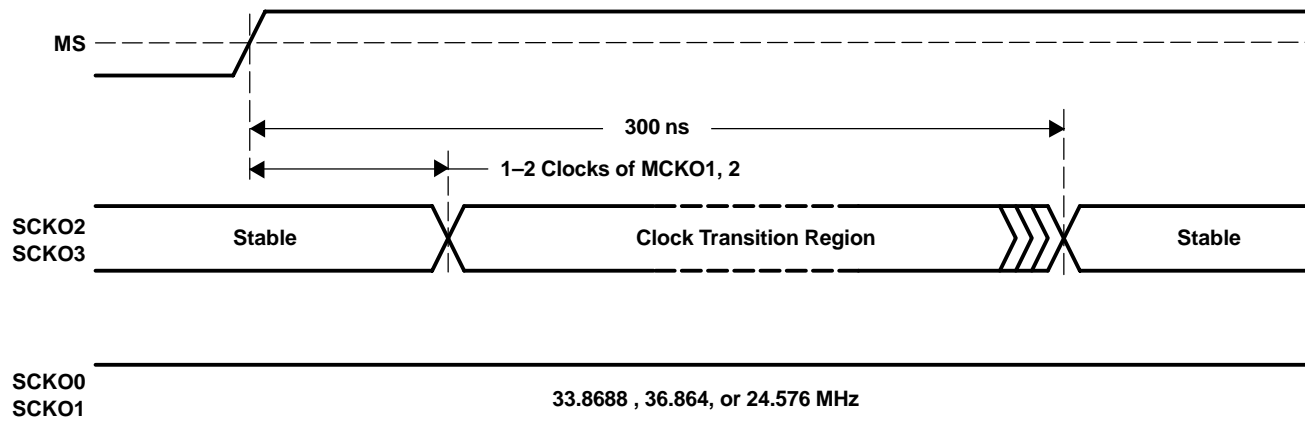 MS
300 ns
1–2 Clocks of MCKO1, 2
SCKO2
SCKO3
Stable
Clock Transition Region
Stable
SCKO0
SCKO1
33.8688 , 36.864, or 24.576 MHz